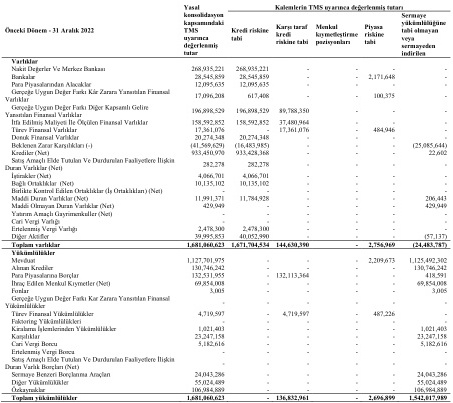 Kalemlerin TMS uyarınca değerlenmiş tutarı
Önceki Dönem - 31 Aralık 2022 Yasal konsolidasyon kapsamındaki TMS uyarınca değerlenmiş tutar Kredi riskine tabi Karşı taraf kredi riskine tabi Menkul kıymetleştirme pozisyonları Piyasa riskine tabi Sermaye yükümlülüğüne tabi olmayan veya sermayeden indirilen
Varlıklar
Nakit Değerler Ve Merkez Bankası 268,935,221 268,935,221 - - - -
Bankalar 28,545,859 28,545,859 - - 2,171,648 -
Para Piyasalarından Alacaklar 12,095,635 12,095,635 - - - -
Gerçeğe Uygun Değer Farkı Kâr Zarara Yansıtılan Finansal
Varlıklar 17,096,208 617,408 - - 100,375 -
Gerçeğe Uygun Değer Farkı Diğer Kapsamlı Gelire
Yansıtılan Finansal Varlıklar 196,898,529 196,898,529 89,788,350 - - -
İtfa Edilmiş Maliyeti İle Ölçülen Finansal Varlıklar 158,592,852 158,592,852 37,480,964 - - -
Türev Finansal Varlıklar 17,361,076 - 17,361,076 - 484,946 -
Donuk Finansal Varlıklar 20,274,348 20,274,348 - - - -
Beklenen Zarar Karşılıkları (-) (41,569,629) (16,483,985) - - - (25,085,644)
Krediler (Net) 933,450,970 933,428,368 - - - 22,602
Satış Amaçlı Elde Tutulan Ve Durdurulan Faaliyetlere İlişkin
Duran Varlıklar (Net) 282,278 282,278 - - - -
İştirakler (Net) 4,066,701 4,066,701 - - - -
Bağlı Ortaklıklar (Net) 10,135,102 10,135,102 - - - -
Birlikte Kontrol Edilen Ortaklıklar (İş Ortaklıkları) (Net) - - - - - -
Maddi Duran Varlıklar (Net) 11,991,371 11,784,928 - - - 206,443
Maddi Olmayan Duran Varlıklar (Net) 429,949 - - - - 429,949
Yatırım Amaçlı Gayrimenkuller (Net) - - - - - -
Cari Vergi Varlığı - - - - - -
Ertelenmiş Vergi Varlığı 2,478,300 2,478,300 - - - -
Diğer Aktifler 39,995,853 40,052,990 - - - (57,137)
Toplam varlıklar 1,681,060,623 1,671,704,534 144,630,390 - 2,756,969 (24,483,787)
Yükümlülükler
Mevduat 1,127,701,975 - - - 2,209,673 1,125,492,302
Alınan Krediler 130,746,242 - - - - 130,746,242
Para Piyasalarına Borçlar 132,531,955 - 132,113,364 - - 418,591
İhraç Edilen Menkul Kıymetler (Net) 69,854,008 - - - - 69,854,008
Fonlar 3,005 - - - - 3,005
Gerçeğe Uygun Değer Farkı Kar Zarara Yansıtılan Finansal
Yükümlülükler - - - - - -
Türev Finansal Yükümlülükler 4,719,597 - 4,719,597 - 487,226 -
Faktoring Yükümlülükleri - - - - - -
Kiralama İşlemlerinden Yükümlülükler 1,021,403 - - - - 1,021,403
Karşılıklar 23,247,158 - - - - 23,247,158
Cari Vergi Borcu 5,182,616 - - - - 5,182,616
Ertelenmiş Vergi Borcu - - - - - -
Satış Amaçlı Elde Tutulan Ve Durdurulan Faaliyetlere İlişkin
Duran Varlık Borçları (Net) - - - - - -
Sermaye Benzeri Borçlanma Araçları 24,043,286 - - - - 24,043,286
Diğer Yükümlülükler 55,024,489 - - - - 55,024,489
Özkaynaklar 106,984,889 - - - - 106,984,889
Toplam yükümlülükler 1,681,060,623 - 136,832,961 - 2,696,899 1,542,017,989